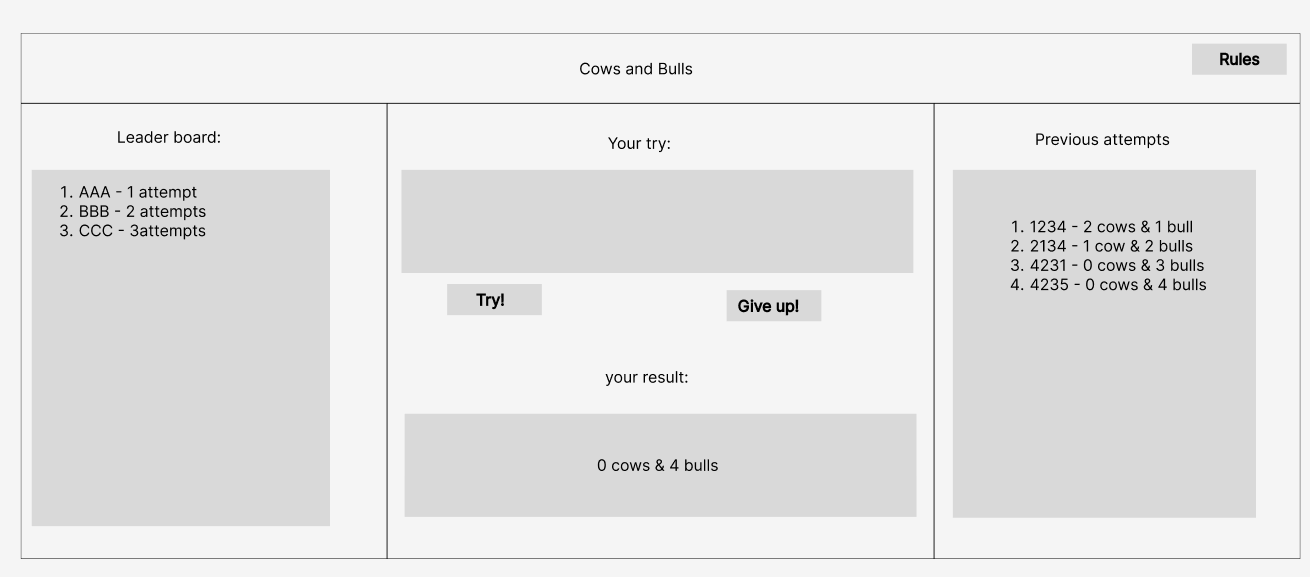 Cows and Bulls
Rules
Leader board:
1. AAA - 1 attempt
2. BBB - 2 attempts
3. CCC - 3attempts
Your try:
Try!
Give up!
your result:
0 cows & 4 bulls
Previous attempts
1. 1234 - 2 cows & 1 bull
2. 2134 - 1 cow & 2 bulls
3. 4231 - 0 cows & 3 bulls
4. 4235 - 0 cows & 4 bulls